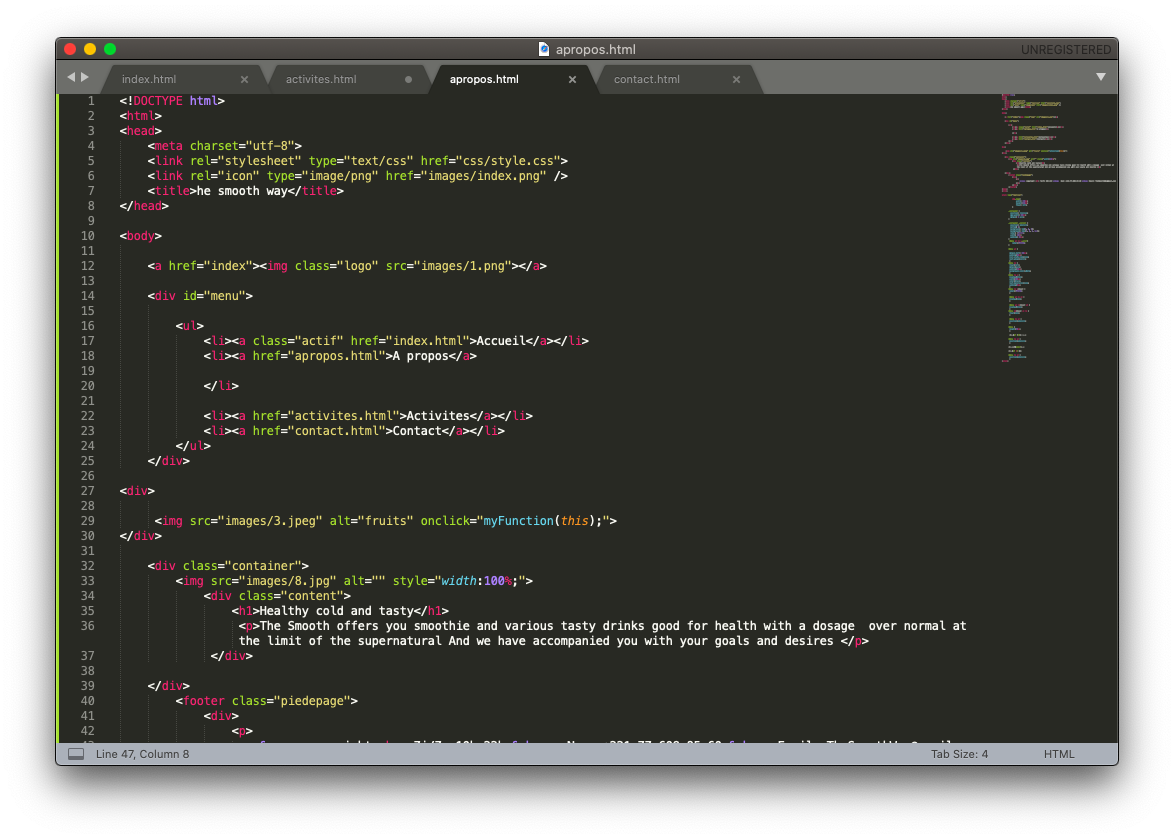 apropos.html
UNREGISTERED
index.html activites.html apropos.html contact.html
1 <!DOCTYPE html>
2 <html>
3 <head>
4 <meta charset="utf-8">
5 <link rel="stylesheet" type="text/css" href="css/style.css">
6 <link rel="icon" type="image/png" href="images/index.png" />
7 <title>he smooth way</title>
8 </head>
9
10 <body>
11
12 <a href="index"><img class="logo" src="images/1.png"></a>
13
14 <div id="menu">
15
16 <ul>
17 <li><a class="actif" href="index.html">Accueil</a></li>
18 <li><a href="apropos.html">A propos</a>
19
20 </li>
21
22 <li><a href="activites.html">Activites</a></li>
23 <li><a href="contact.html">Contact</a></li>
24 </ul>
25 </div>
26
27 <div>
28
29 <img src="images/3.jpeg" alt="fruits" onclick="myFunction(this);">
30 </div>
31
32 <div class="container">
33 <img src="images/8.jpg" alt="" style="width:100%;">
34 <div class="content">
35 <h1>Healthy cold and tasty</h1>
36 <p>The Smooth offers you smoothie and various tasty drinks good for health with a dosage  over normal at
the limit of the supernatural And we have accompanied you with your goals and desires </p>
37 </div>
38
39 </div>
40 <footer class="piedepage">
41 <div>
42 <p>
Line 47, Column 8
Tab Size: 4
HTML